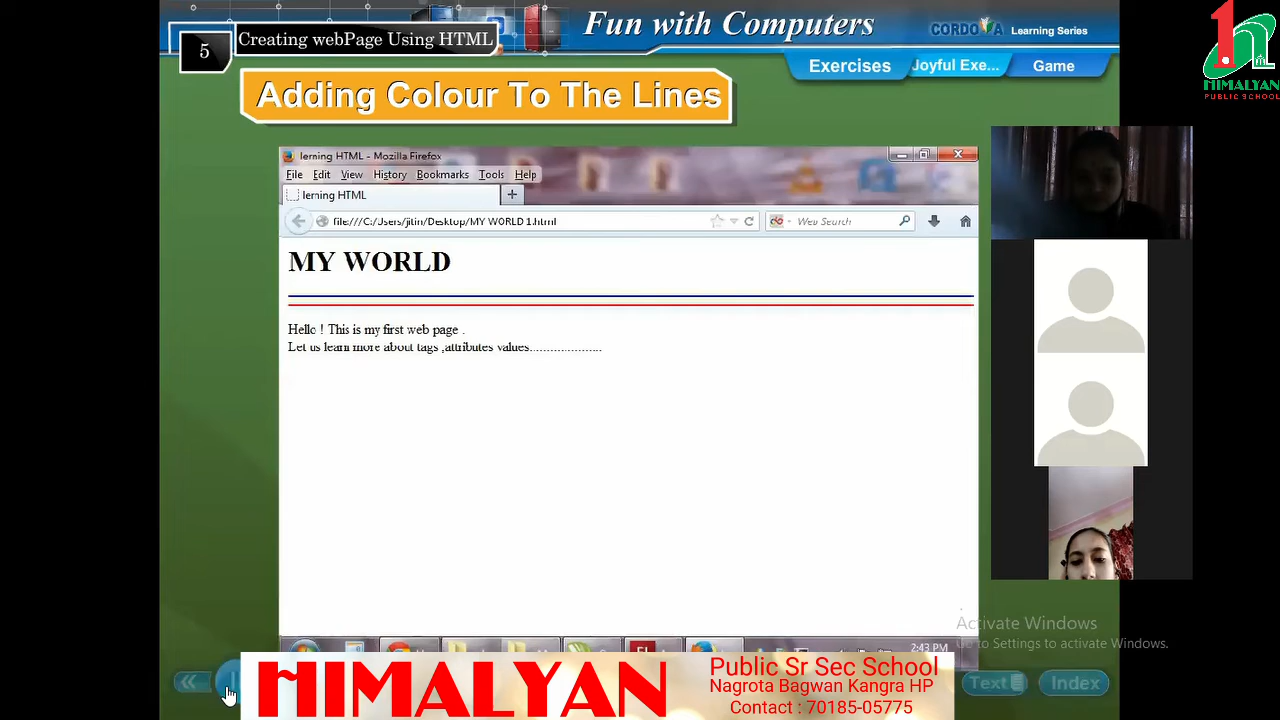 5
Creating webPage Using HTML
Fun with Computers
CORDOVA Learning Series
Exercises
Joyful Exe...
Game
HIMALYAN
PUBLIC SCHOOL
Adding Colour To The Lines
lerning HTML - Mozilla Firefox
File Edit View History Bookmarks Tools Help
lerning HTML
file:///C:/Users/jitin/Desktop/MY WORLD 1.html
Web Search
MY WORLD
Hello ! This is my first web page .
Let us learn more about tags ,attributes values.....................
2:43 PM
Activate Windows
Go to Settings to activate Windows.
HIMALYAN
Public Sr Sec School
Nagrota Bagwan Kangra HP
Contact : 70185-05775
Text
Index